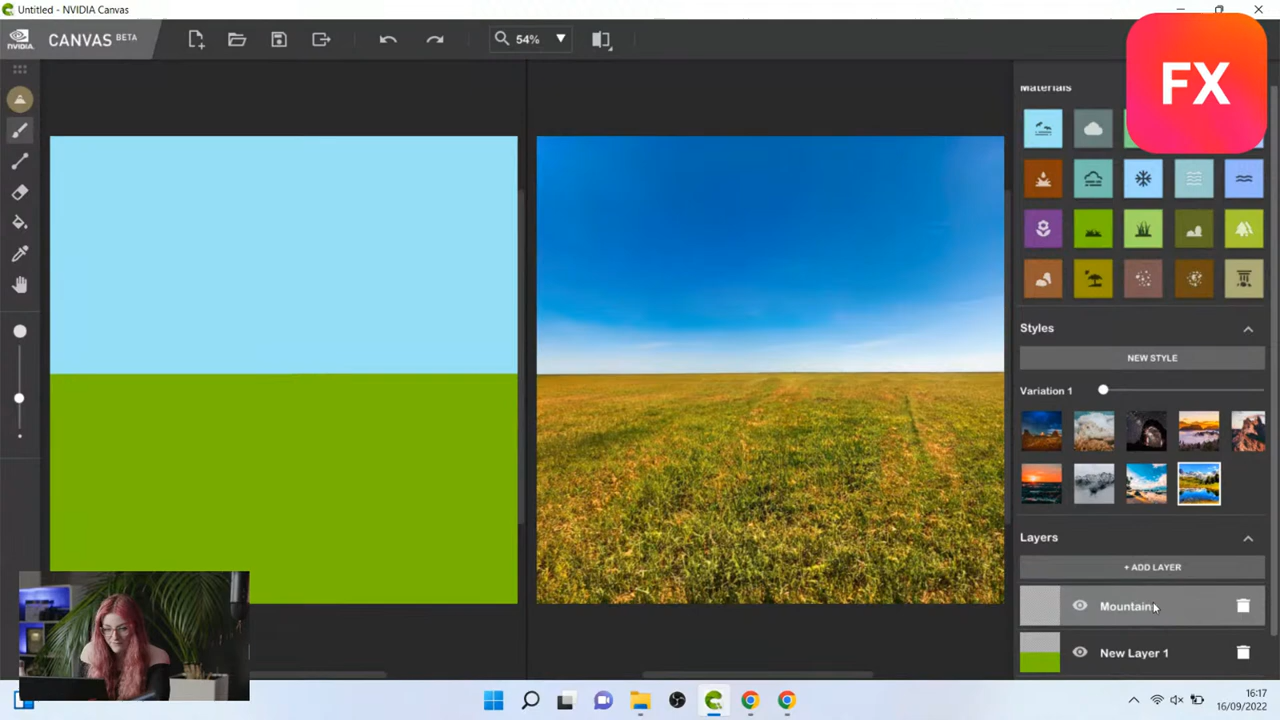 Untitled - NVIDIA Canvas
NVIDIA
CANVAS BETA
54%
FX
Materials
Styles
NEW STYLE
Variation 1
Layers
+ ADD LAYER
Mountain
New Layer 1
16:17
16/09/2022